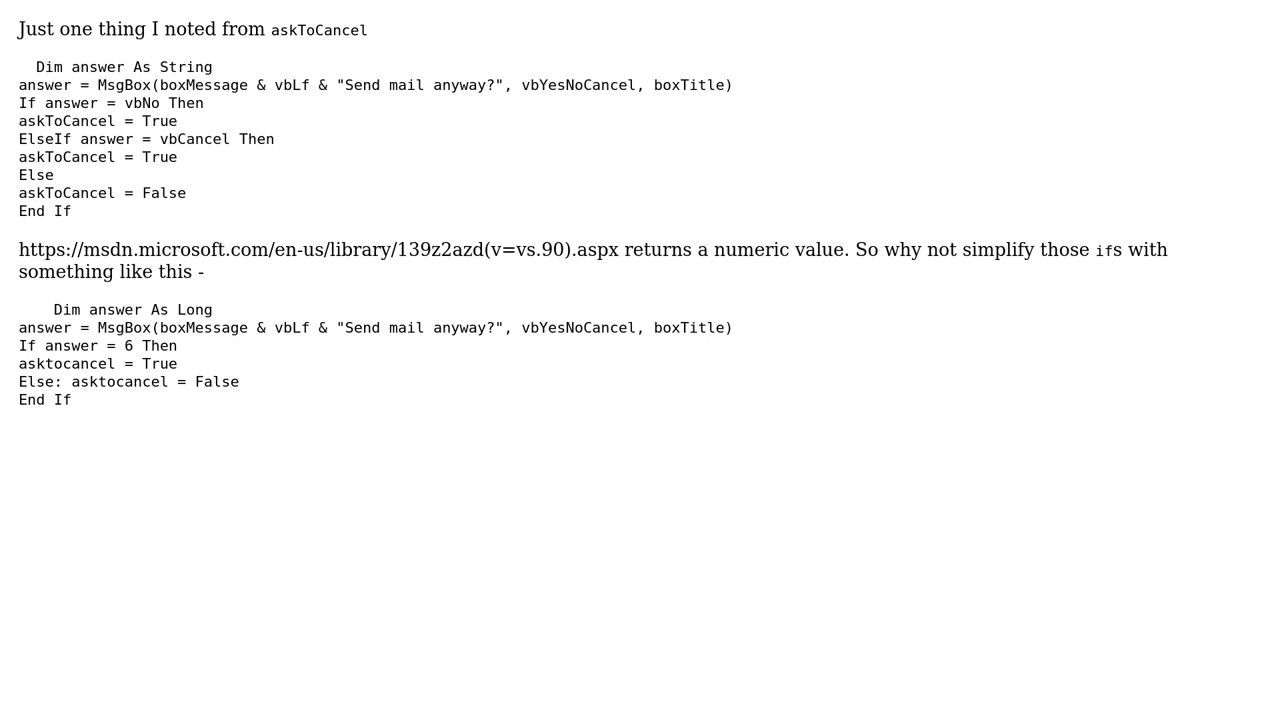 Just one thing I noted from askToCancel
Dim answer As String
answer = MsgBox(boxMessage & vbLf & "Send mail anyway?", vbYesNoCancel, boxTitle)
If answer = vbNo Then
askToCancel = True
ElseIf answer = vbCancel Then
askToCancel = True
Else
askToCancel = False
End If
https://msdn.microsoft.com/en-us/library/139z2azd(v=vs.90).aspx returns a numeric value. So why not simplify those ifs with
something like this -
Dim answer As Long
answer = MsgBox(boxMessage & vbLf & "Send mail anyway?", vbYesNoCancel, boxTitle)
If answer = 6 Then
asktocancel = True
Else: asktocancel = False
End If